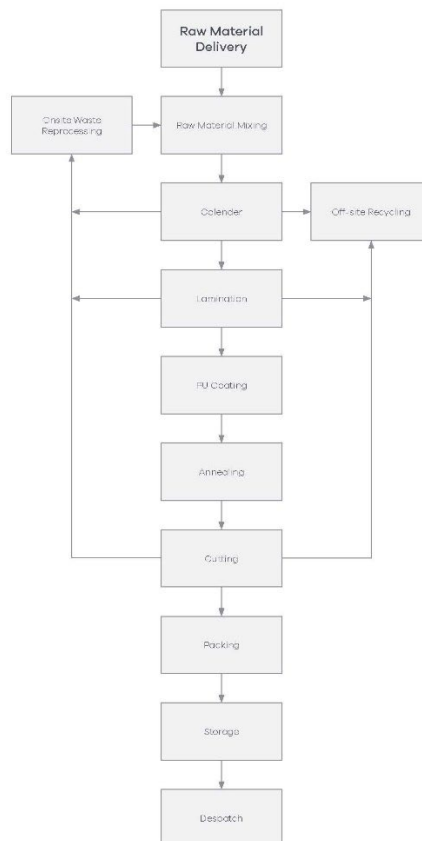 Raw Material
Delivery
Onsite Waste
Reprocessing
Raw Material Mixing
Calender
Off-site Recycling
Lamination
PU Coating
Annealing
Cutting
Packing
Storage
Despatch